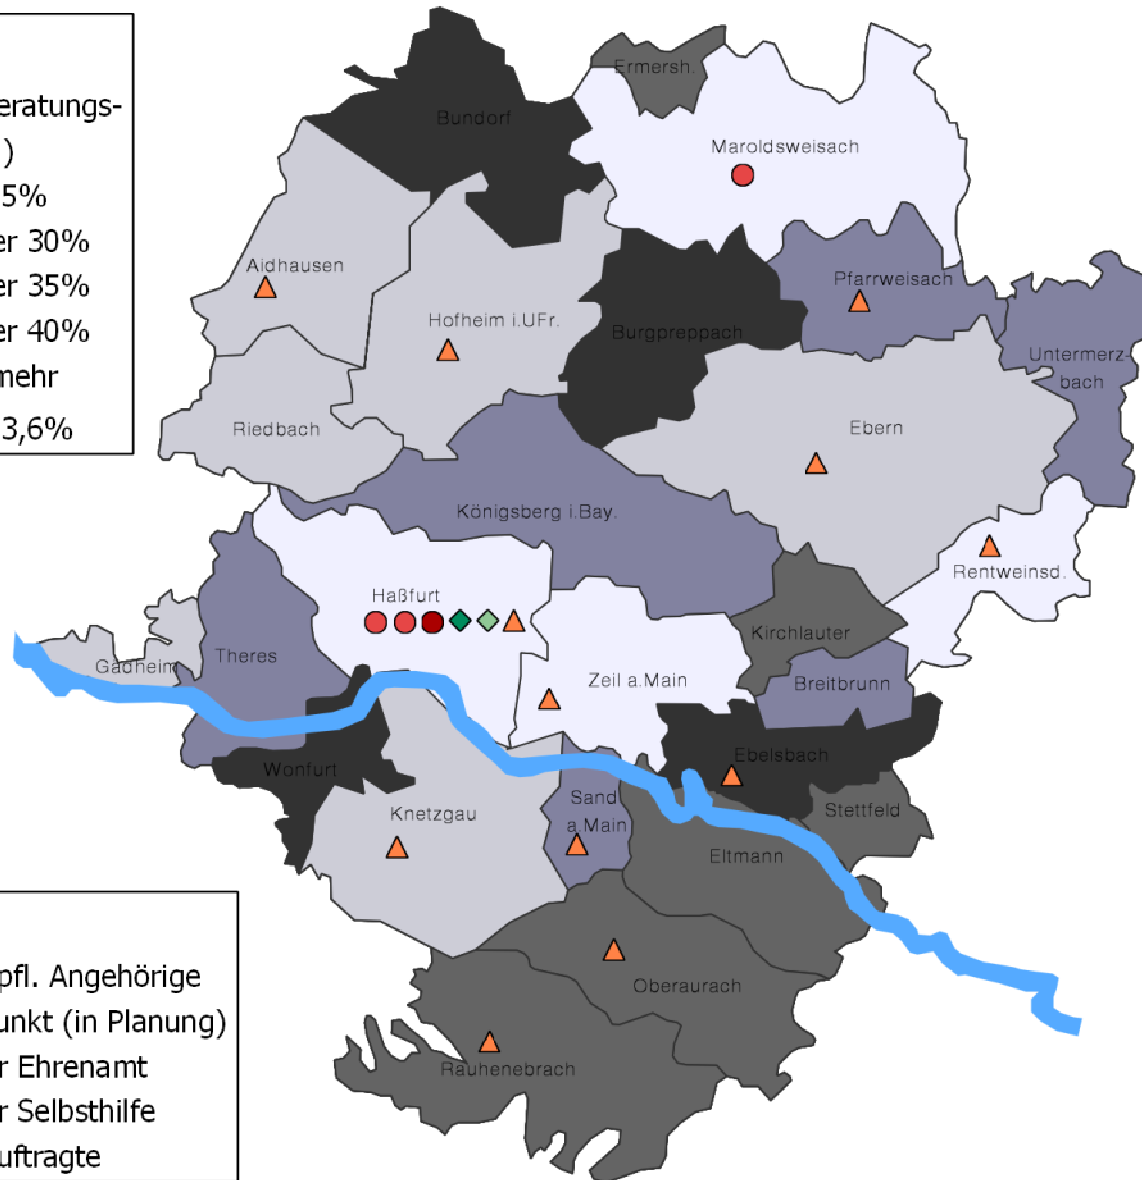 eratungs-
)
5%
er 30%
er 35%
er 40%
mehr
3,6%
Ermersh.
Bundorf
Maroldsweisach
Aidhausen
Pfarrweisach
Hofheim i.UFr.
Burgpreppach
Untermerz-
bach
Riedbach
Ebern
Königsberg i.Bay.
Rentweinsd.
Haßfurt
Kirchlauter
Theres
Gädheim
Zeil a.Main
Breitbrunn
Ebelsbach
Wonfurt
Sand
a.Main
Knetzgau
Stettfeld
Eltmann
Oberaurach
Rauhenebrach
pfl. Angehörige
unkt (in Planung)
r Ehrenamt
r Selbsthilfe
uftragte